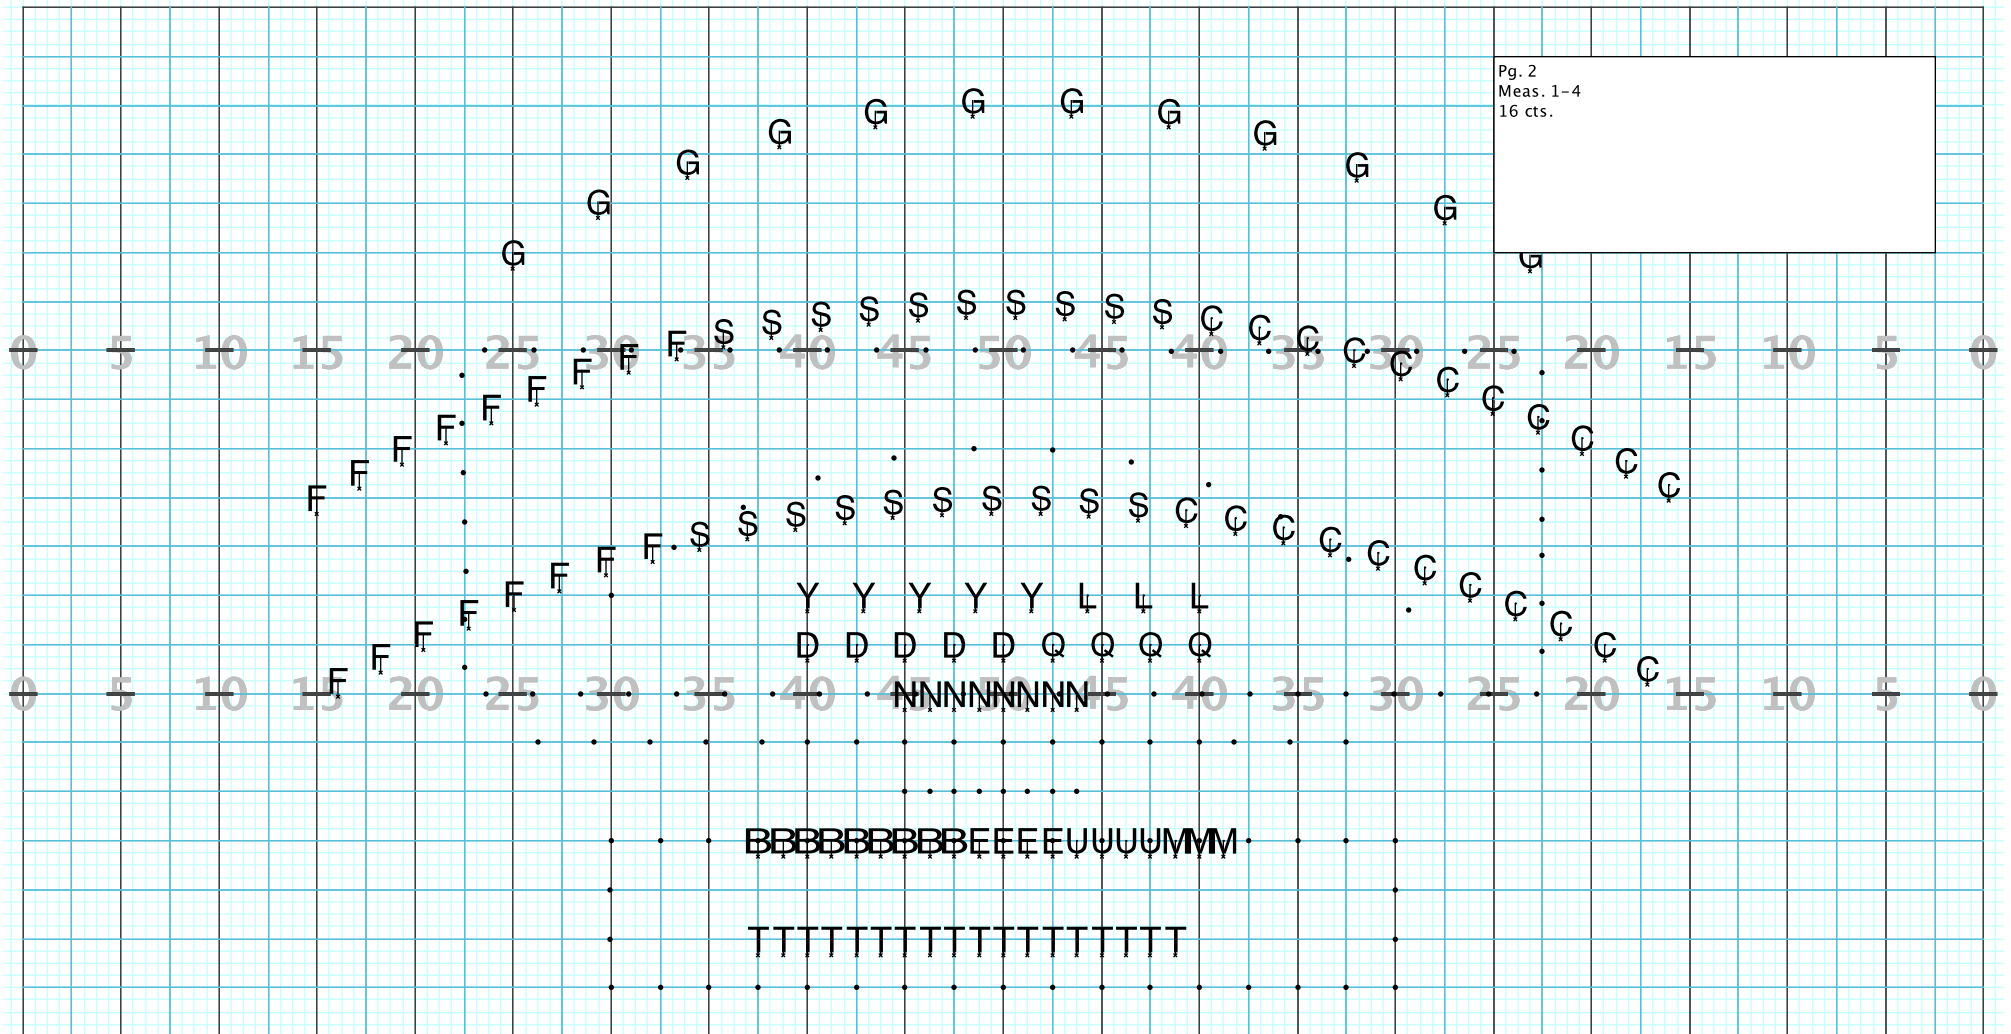 Pg. 2
Meas. 1-4
16 cts.
G G G G G G G G G G G G
F F F F F F F F F S S S S S S S S S S C C C C C C C C C C C
0 5 10 15 20 25 30 35 40 45 50 45 40 35 30 25 20 15 10 5 0
F F F F F F F F S S S S S S S S S S C C C C C C C C C C C
Y Y Y Y Y L L L
D D D D D Q Q Q Q
N N N N N N N N
0 5 10 15 20 25 30 35 40 45 50 45 40 35 30 25 20 15 10 5 0
B B B B B B B B B E E E E U U U U M M M
T T T T T T T T T T T T T T T T T T